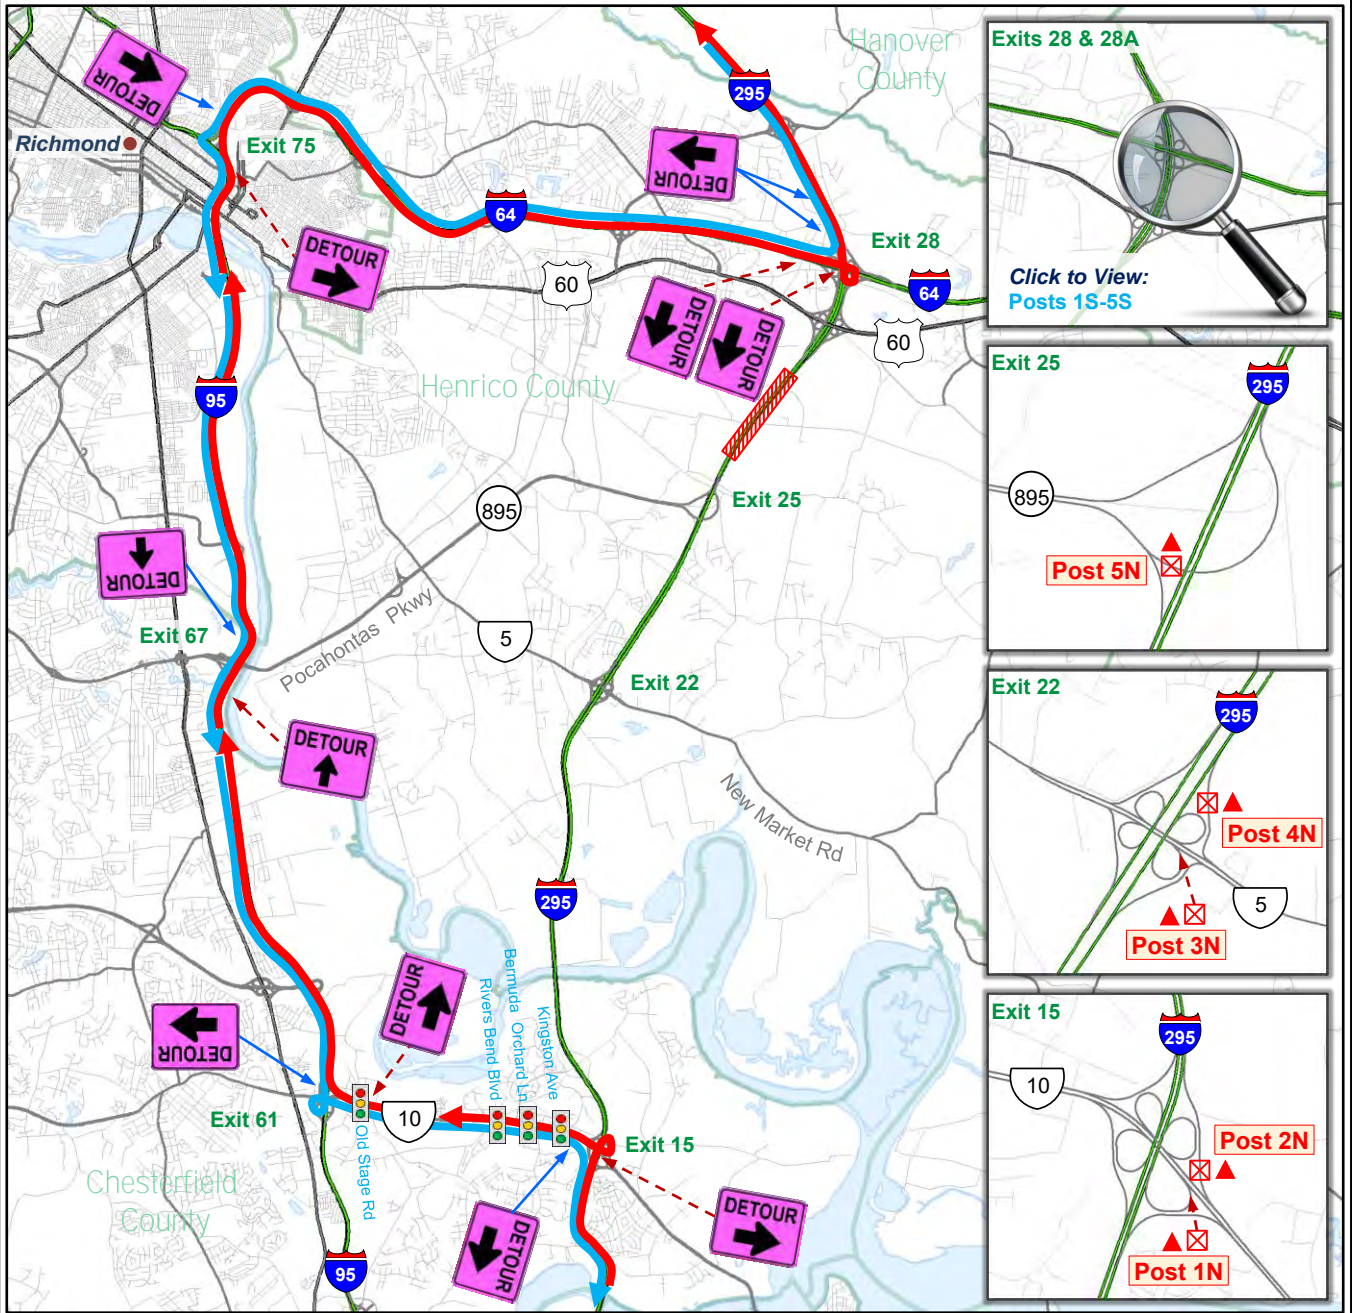 DETOUR
Richmond
Exit 75
295
Hanover
County
DETOUR
64
DETOUR
60
Exit 28
64
60
DETOUR
DETOUR
Henrico County
95
895
Exit 25
DETOUR
Exit 67
Pocahontas Pkwy
5
Exit 22
DETOUR
New Market Rd
295
DETOUR
Rivers Bend Blvd
Bermuda Orchard Ln
Kingston Ave
DETOUR
Exit 61
10
Old Stage Rd
Exit 15
Chesterfield
County
DETOUR
DETOUR
95
Exits 28 & 28A
Click to View:
Posts 1S-5S
Exit 25
295
895
Post 5N
Exit 22
295
Post 4N
5
Post 3N
Exit 15
295
10
Post 2N
Post 1N